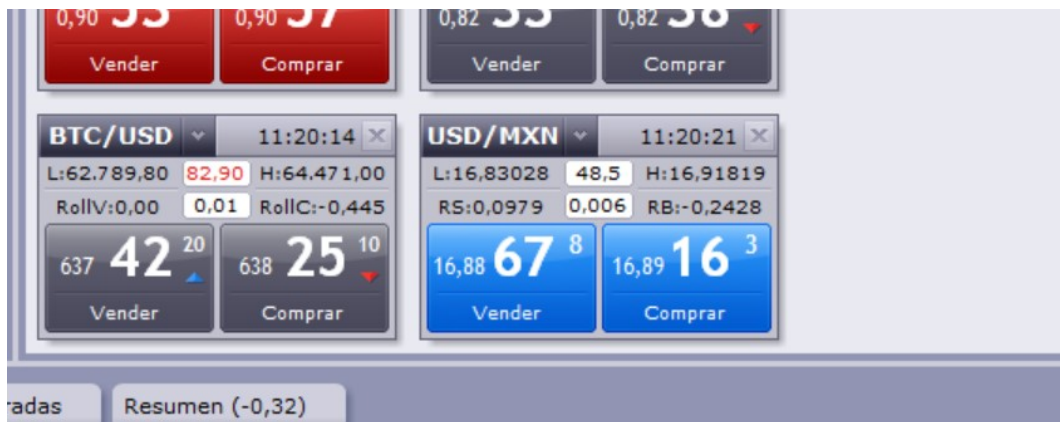 0,90 53 0,90 57 0,82 53 0,82 58
Vender Comprar Vender Comprar
BTC/USD 11:20:14 USD/MXN 11:20:21
L:62.789,80 82,90 H:64.471,00 L:16,83028 48,5 H:16,91819
RollV:0,00 0,01 RollC:-0,445 RS:0,0979 0,006 RB:-0,2428
637 42 20 638 25 10 16,88 67 8 16,89 16 3
Vender Comprar Vender Comprar
radas Resumen (-0,32)